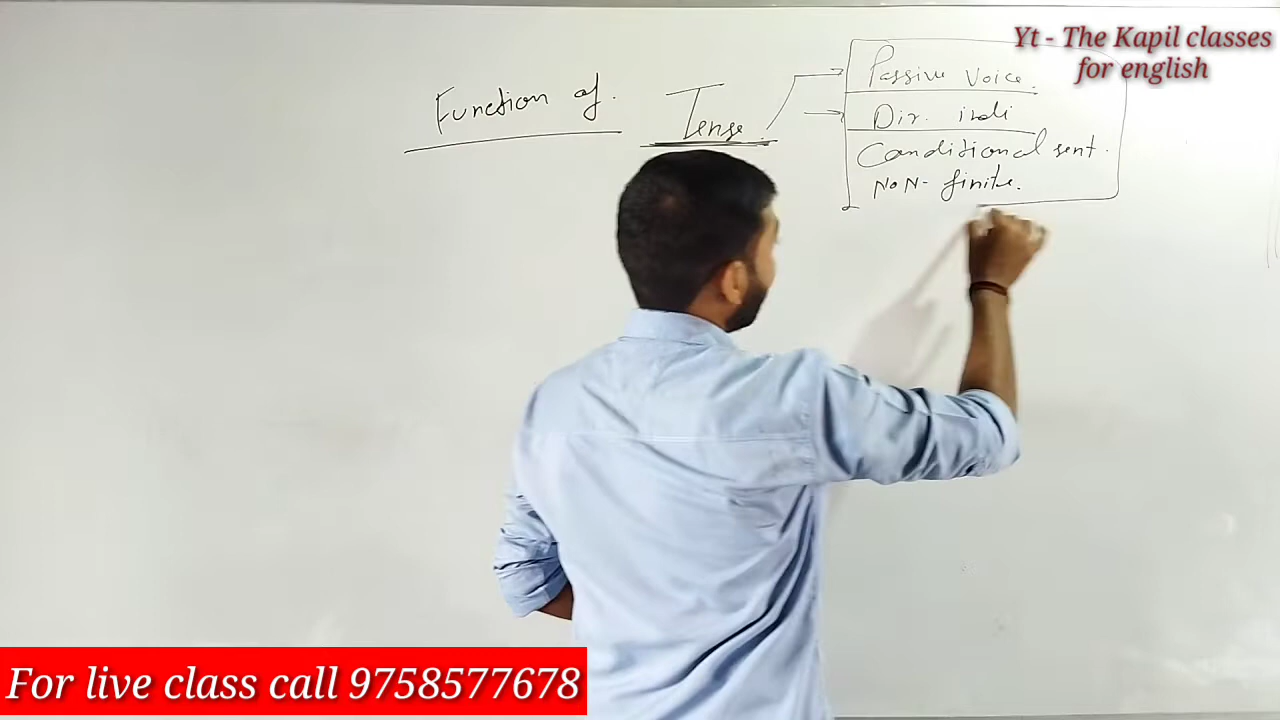 Function of.
Tense.
Passive Voice.
Dir. indi
Conditional sent.
NoN- finite.
Yt - The Kapil classes
for english
For live class call 9758577678